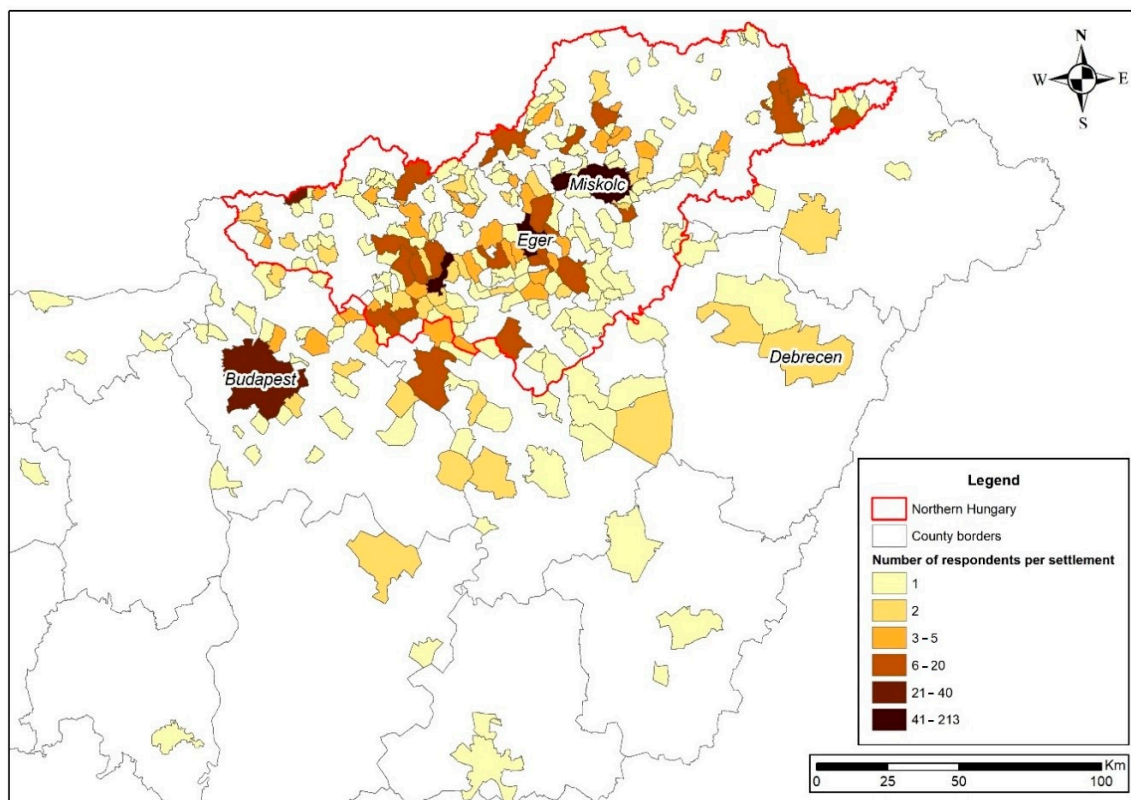 N
W E
S
Miskolc
Eger
Budapest
Debrecen
Legend
Northern Hungary
County borders
Number of respondents per settlement
1
2
3 – 5
6 – 20
21 – 40
41 – 213
Km
0 25 50 100